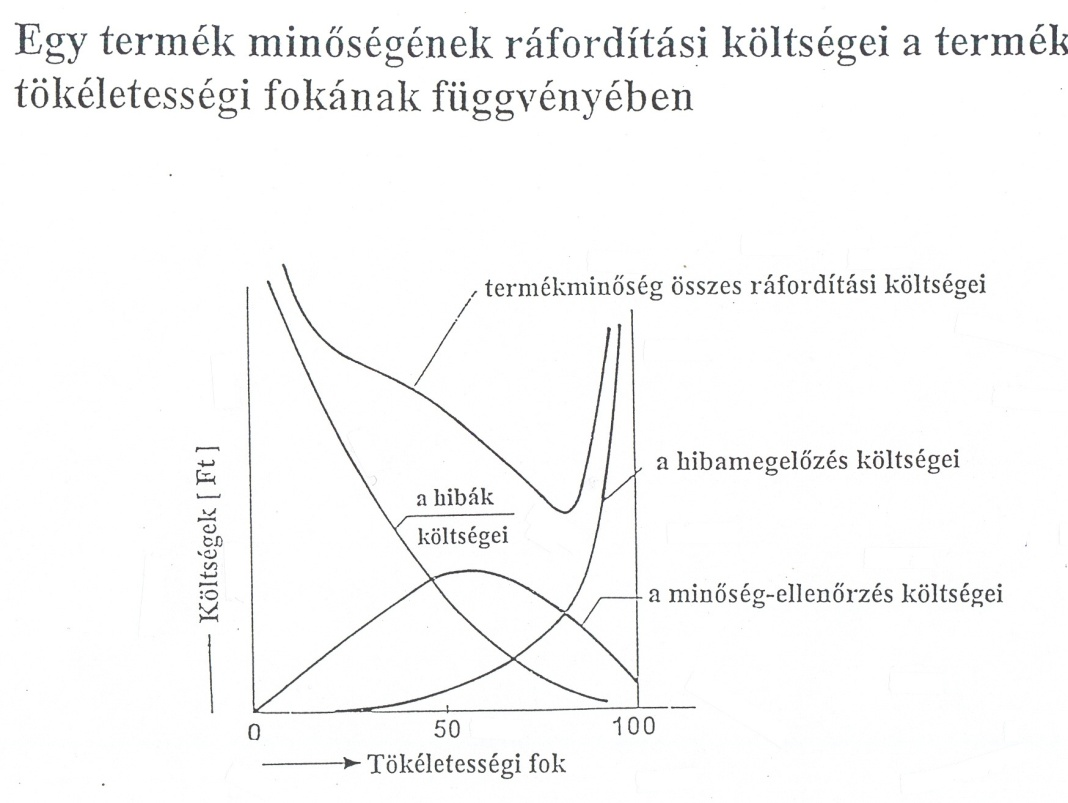 Egy termék minőségének ráfordítási költségei a termék
tökéletességi fokának függvényében
termékminőség összes ráfordítási költségei
a hibamegelőzés költségei
a hibák
költségei
a minőség-ellenőrzés költségei
Költségek [ Ft ]
0
50
100
Tökéletességi fok